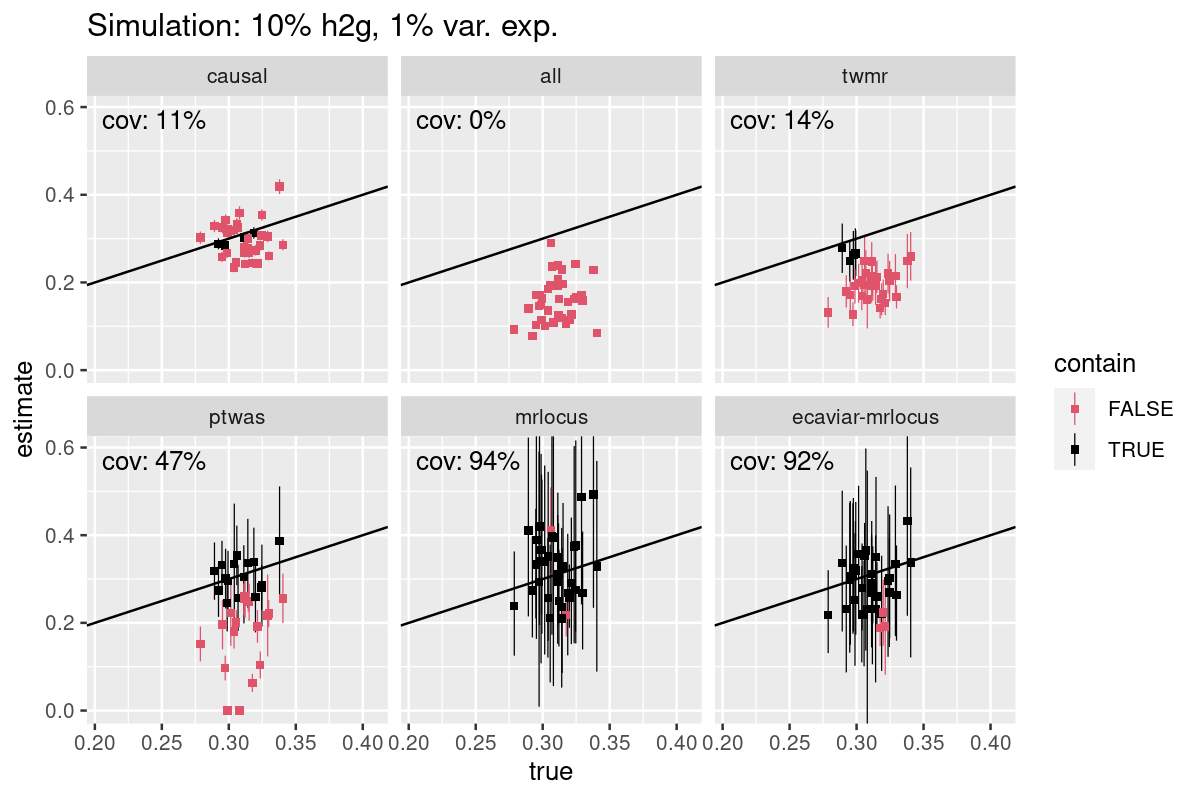 Simulation: 10% h2g, 1% var. exp.
causal
all
twmr
cov: 11%
cov: 0%
cov: 14%
0.6
0.4
0.2
0.0
ptwas
mrlocus
ecaviar-mrlocus
cov: 47%
cov: 94%
cov: 92%
0.6
0.4
0.2
0.0
0.20 0.25 0.30 0.35 0.40
0.20 0.25 0.30 0.35 0.40
0.20 0.25 0.30 0.35 0.40
true
estimate
contain
FALSE
TRUE